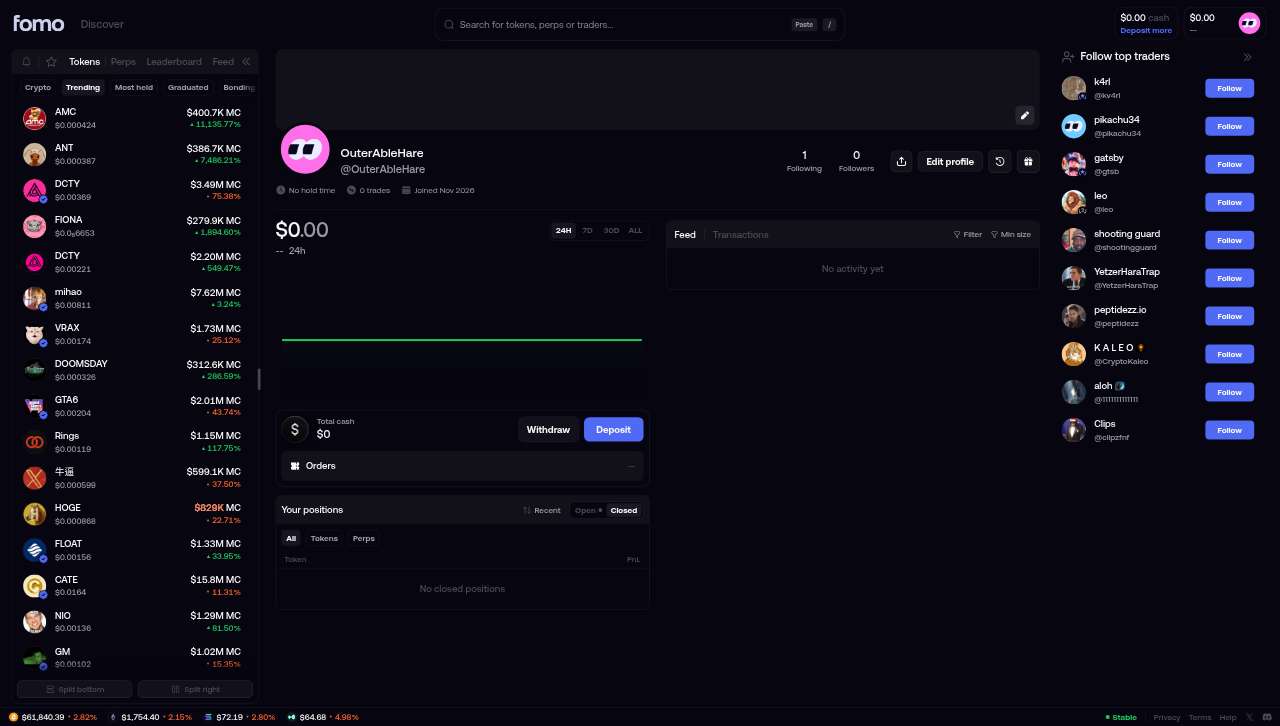 fomo
Discover
Search for tokens, perps or traders...
Paste /
$0.00 cash
Deposit more
$0.00
—
Tokens Perps Leaderboard Feed
Crypto Trending Most held Graduated Bonding
AMC $400.7K MC
$0.000424 11,135.77%
ANT $386.7K MC
$0.000387 7,486.21%
DCTY $3.49M MC
$0.00369 75.38%
FIONA $279.9K MC
1,894.60%
DCTY $2.20M MC
$0.00221 549.47%
mihao $7.62M MC
$0.00811 3.24%
VRAX $1.73M MC
$0.00174 25.12%
DOOMSDAY $312.6K MC
$0.000326 286.59%
GTA6 $2.01M MC
$0.00204 43.74%
Rings $1.15M MC
$0.00119 117.75%
牛逼 $599.1K MC
$0.000599 37.50%
HOGE $829K MC
$0.000868 22.71%
FLOAT $1.33M MC
$0.00156 33.95%
CATE $15.8M MC
$0.0164 11.31%
NIO $1.29M MC
$0.00136 81.50%
GM $1.02M MC
$0.00102 15.35%
Split bottom Split right
OuterAbleHare
@OuterAbleHare
1 Following
0 Followers
Edit profile
No hold time 0 trades Joined Nov 2026
$0.00
24H 7D 30D ALL
-- 24h
Total cash
$0
Withdraw Deposit
Orders —
Your positions Recent Open Closed
All Tokens Perps
Token PnL
No closed positions
Feed Transactions Filter Min size
No activity yet
Follow top traders
k4rl
@kv4rl
Follow
pikachu34
@pikachu34
Follow
gatsby
@gtsb
Follow
leo
@leo
Follow
shooting guard
@shootingguard
Follow
YetzerHaraTrap
@YetzerHaraTrap
Follow
peptidezz.io
@peptidezz
Follow
K A L E O
@CryptoKaleo
Follow
aloh
Follow
Clips
@clipzfnf
Follow
$61,840.39 2.82% $1,754.40 2.15% $72.19 2.80% $64.68 4.98%
Stable Privacy Terms Help